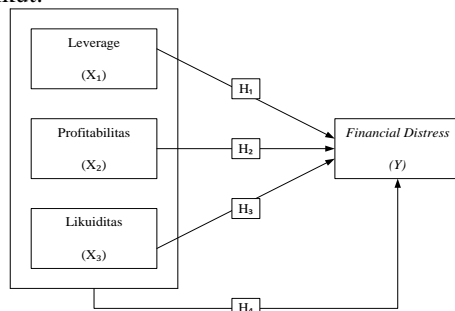 Leverage
(X₁)
H₁
Profitabilitas
(X₂)
H₂
Financial Distress
(Y)
Likuiditas
(X₃)
H₃
H₄